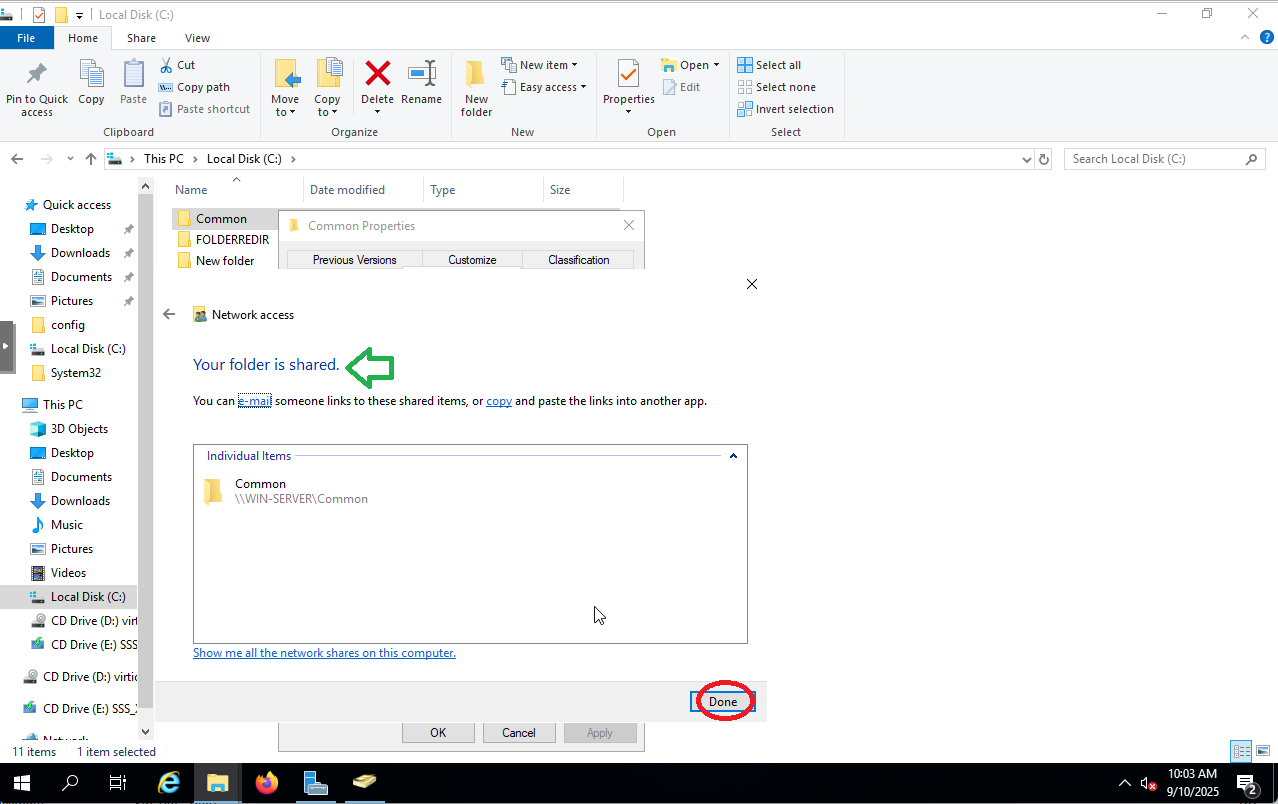 Local Disk (C:)
File Home Share View
Pin to Quick access
Copy
Paste
Cut
Copy path
Paste shortcut
Clipboard
Move to
Copy to
Delete
Rename
Organize
New folder
New item
Easy access
New
Properties
Open
Edit
Open
Select all
Select none
Invert selection
Select
This PC > Local Disk (C:) >
Search Local Disk (C:)
Name Date modified Type Size
Quick access
Desktop
Downloads
Documents
Pictures
config
Local Disk (C:)
System32
This PC
3D Objects
Desktop
Documents
Downloads
Music
Pictures
Videos
Local Disk (C:)
CD Drive (D:) virti
CD Drive (E:) SSS
CD Drive (D:) virtio
CD Drive (E:) SSS_X
Network
Common
FOLDERREDIR
New folder
Common Properties
Previous Versions Customize Classification
Network access
Your folder is shared.
You can e-mail someone links to these shared items, or copy and paste the links into another app.
Individual Items
Common
\\WIN-SERVER\Common
Show me all the network shares on this computer.
Done
OK Cancel Apply
11 items 1 item selected
10:03 AM
9/10/2025
2